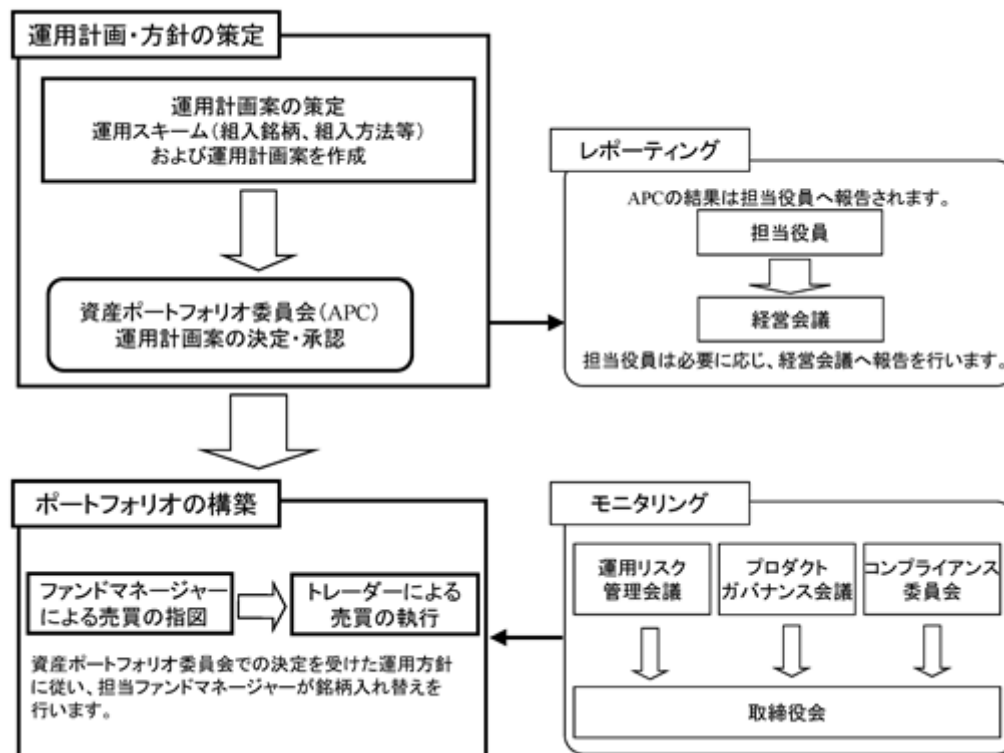 運用計画・方針の策定
運用計画案の策定
運用スキーム(組入銘柄、組入方法等)
および運用計画案を作成
資産ポートフォリオ委員会(APC)
運用計画案の決定・承認
レポーティング
APCの結果は担当役員へ報告されます。
担当役員
経営会議
担当役員は必要に応じ、経営会議へ報告を行います。
ポートフォリオの構築
ファンドマネージャー
による売買の指図
トレーダーによる
売買の執行
資産ポートフォリオ委員会での決定を受けた運用方針
に従い、担当ファンドマネージャーが銘柄入れ替えを
行います。
モニタリング
運用リスク
管理会議
プロダクト
ガバナンス会議
コンプライアンス
委員会
取締役会